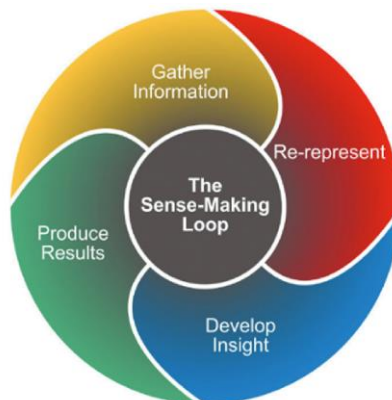 Gather
Information
Re-represent
The
Sense-Making
Loop
Produce
Results
Develop
Insight